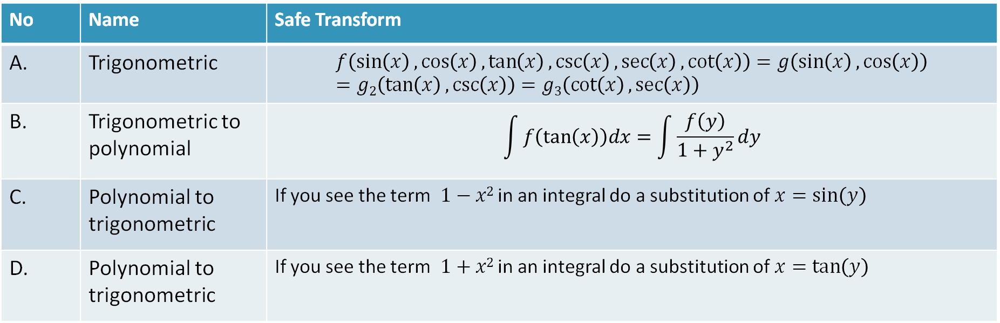 No Name Safe Transform
A. Trigonometric f(sin(x), cos(x), tan(x), csc(x), sec(x), cot(x)) = g(sin(x), cos(x))
= g₂(tan(x), csc(x)) = g₃(cot(x), sec(x))
B. Trigonometric to
polynomial
∫ f(tan(x))dx = ∫ f(y)/(1 + y²) dy
C. Polynomial to
trigonometric
If you see the term 1 − x² in an integral do a substitution of x = sin(y)
D. Polynomial to
trigonometric
If you see the term 1 + x² in an integral do a substitution of x = tan(y)